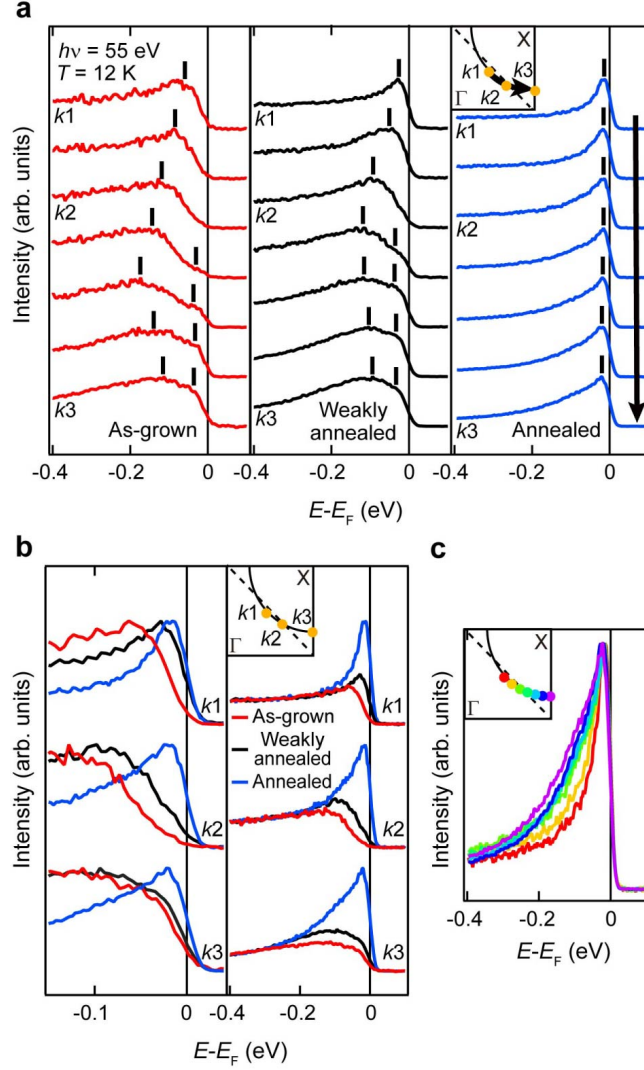 a
hν = 55 eV
T = 12 K
k1
k2
k3
As-grown
k1
k2
k3
Weakly
annealed
X
k1
k3
Γ
k2
k1
k2
k3
Annealed
Intensity (arb. units)
-0.4 -0.2 0 -0.4 -0.2 0 -0.4 -0.2 0
E-EF (eV)
b
k1
k2
k3
X
k1
k3
Γ
k2
k1
As-grown
Weakly
annealed
Annealed
k2
k3
Intensity (arb. units)
-0.1 0 -0.4 -0.2 0
E-EF (eV)
c
X
Γ
Intensity (arb. units)
-0.4 -0.2 0
E-EF (eV)